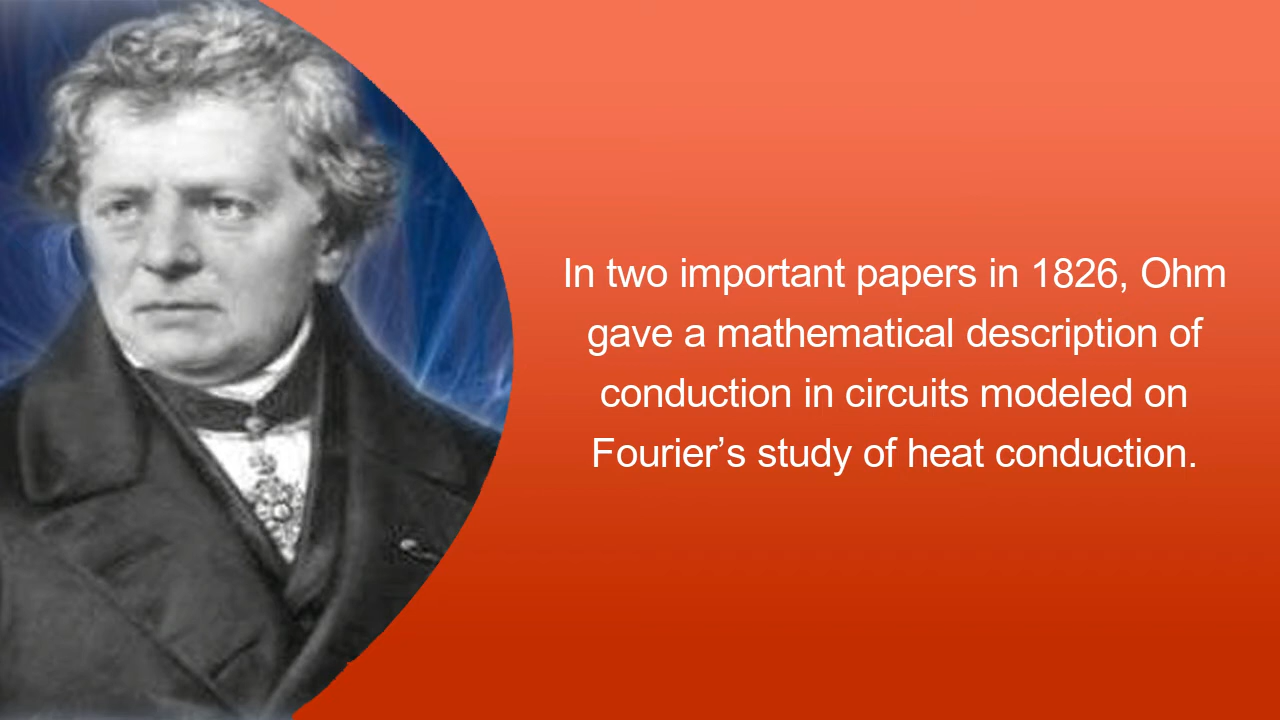 In two important papers in 1826, Ohm
gave a mathematical description of
conduction in circuits modeled on
Fourier’s study of heat conduction.